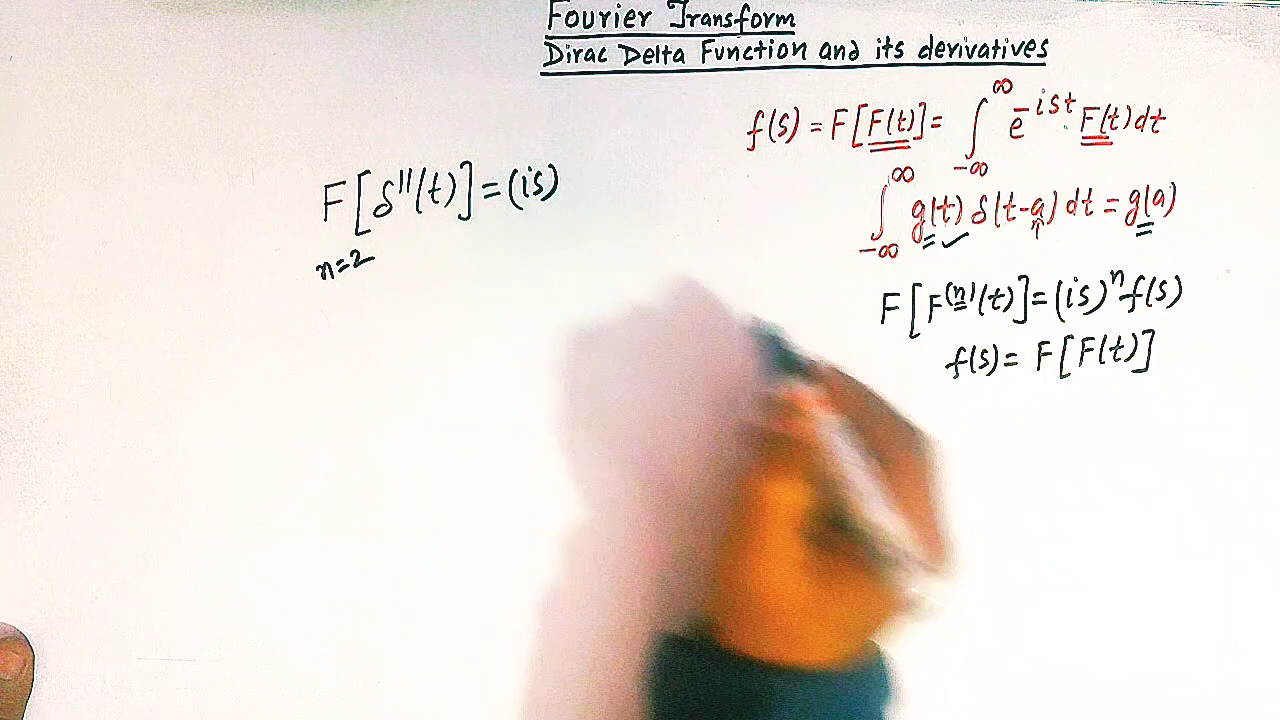 Fourier Transform
Dirac Delta Function and its derivatives
f(s) = F[F(t)] = ∫_{-∞}^{∞} e^{-ist} F(t) dt
∫_{-∞}^{∞} g(t) δ(t-a) dt = g(a)
F[δ''(t)] = (is)
n=2
F[F^{(n)}(t)] = (is)^n f(s)
f(s) = F[F(t)]